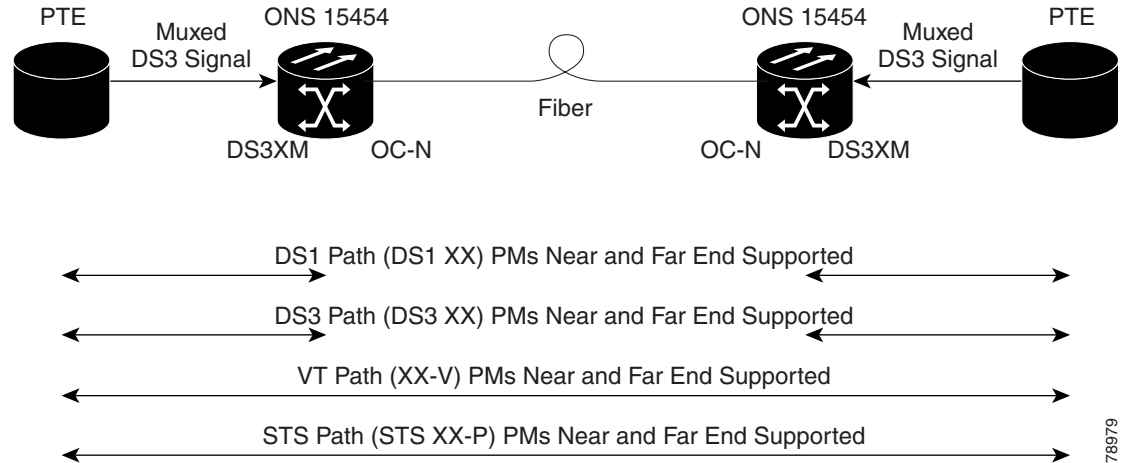 PTE
ONS 15454
ONS 15454
PTE
Muxed
DS3 Signal
Muxed
DS3 Signal
Fiber
DS3XM
OC-N
OC-N
DS3XM
DS1 Path (DS1 XX) PMs Near and Far End Supported
DS3 Path (DS3 XX) PMs Near and Far End Supported
VT Path (XX-V) PMs Near and Far End Supported
STS Path (STS XX-P) PMs Near and Far End Supported
78979